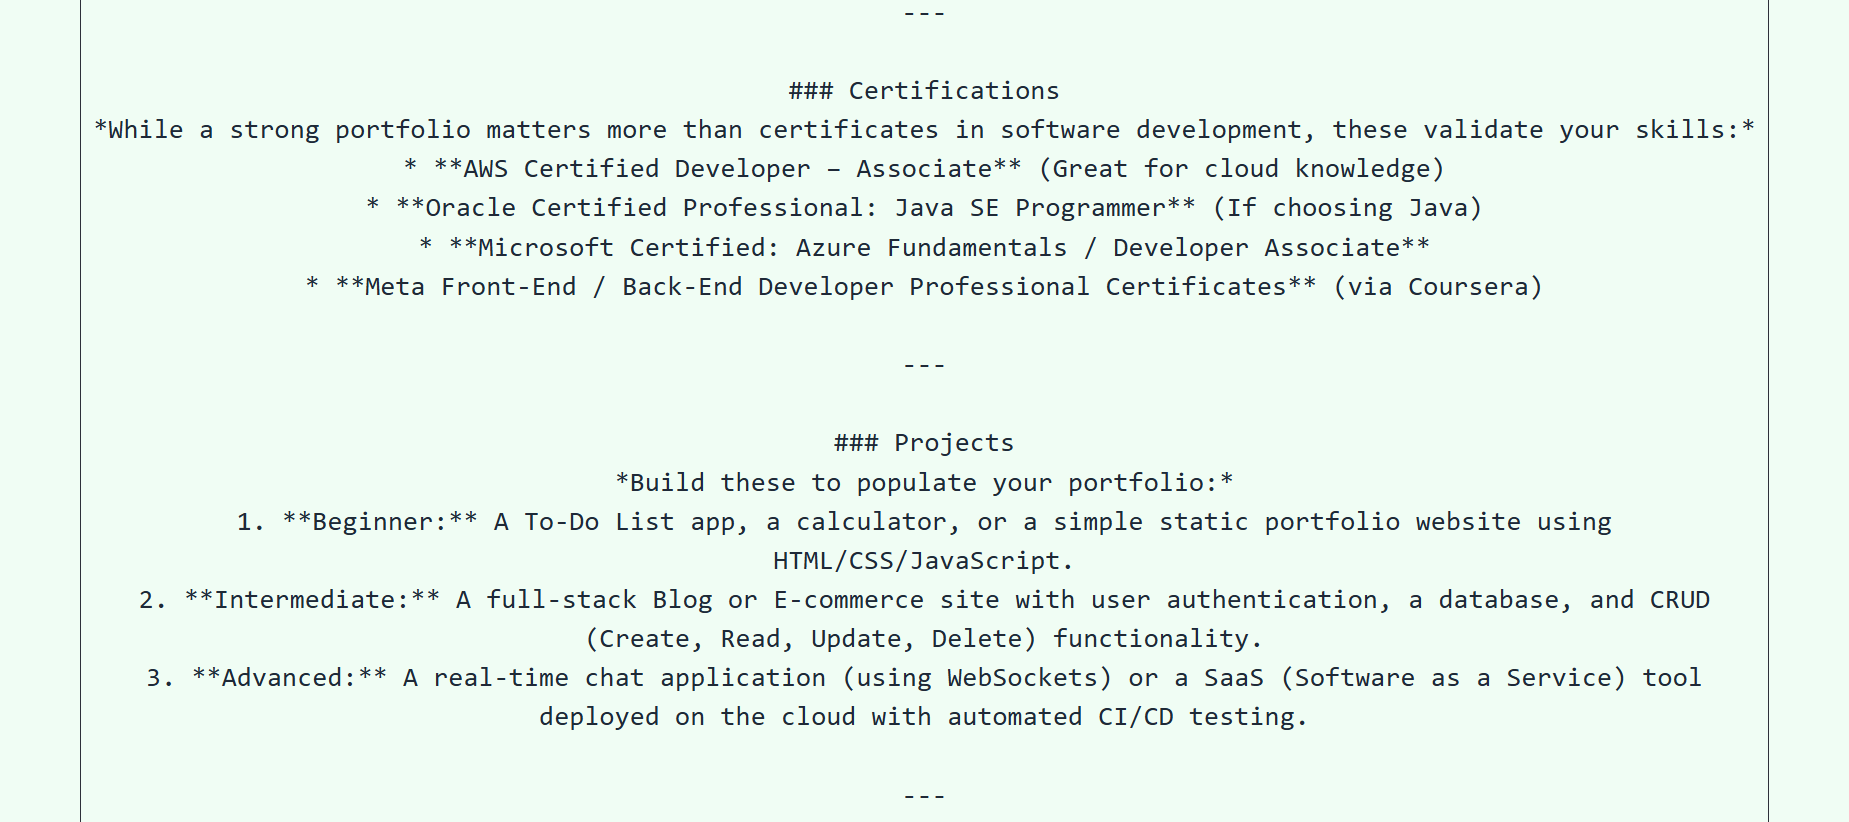 ---
### Certifications
*While a strong portfolio matters more than certificates in software development, these validate your skills:*
* **AWS Certified Developer – Associate** (Great for cloud knowledge)
* **Oracle Certified Professional: Java SE Programmer** (If choosing Java)
* **Microsoft Certified: Azure Fundamentals / Developer Associate**
* **Meta Front-End / Back-End Developer Professional Certificates** (via Coursera)
---
### Projects
*Build these to populate your portfolio:*
1. **Beginner:** A To-Do List app, a calculator, or a simple static portfolio website using
HTML/CSS/JavaScript.
2. **Intermediate:** A full-stack Blog or E-commerce site with user authentication, a database, and CRUD
(Create, Read, Update, Delete) functionality.
3. **Advanced:** A real-time chat application (using WebSockets) or a SaaS (Software as a Service) tool
deployed on the cloud with automated CI/CD testing.
---